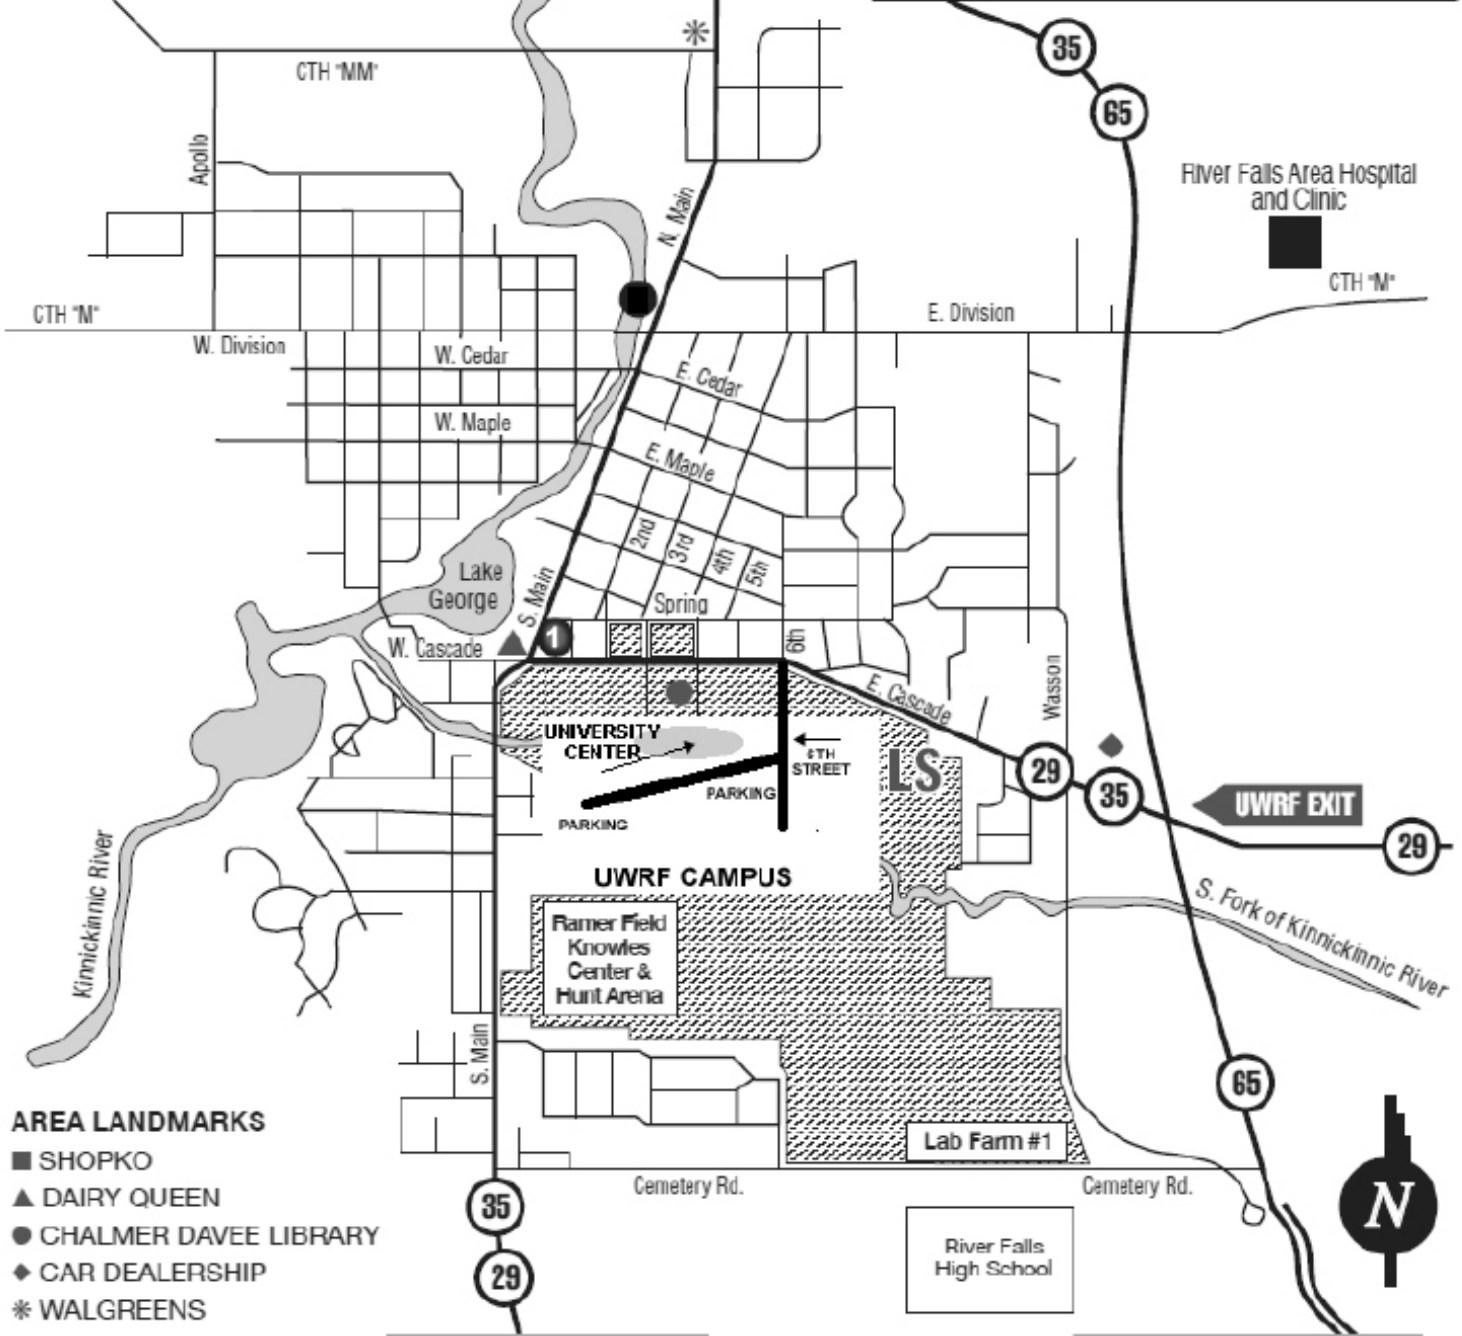 35
65
CTH "MM"
Apollo
N. Main
River Falls Area Hospital
and Clinic
CTH "M"
CTH "M"
E. Division
W. Division
W. Cedar
E. Cedar
W. Maple
E. Maple
2nd
3rd
4th
5th
Lake
George
S. Main
Spring
1
W. Cascade
6th
E. Cascade
Wasson
UNIVERSITY
CENTER
6TH
STREET
LS
PARKING
PARKING
29
35
UWRF EXIT
29
UWRF CAMPUS
Kinnickinnic River
S. Fork of Kinnickinnic River
Ramer Field
Knowles
Center &
Hunt Arena
S. Main
65
AREA LANDMARKS
SHOPKO
DAIRY QUEEN
CHALMER DAVEE LIBRARY
CAR DEALERSHIP
WALGREENS
Lab Farm #1
Cemetery Rd.
Cemetery Rd.
35
29
River Falls
High School
N